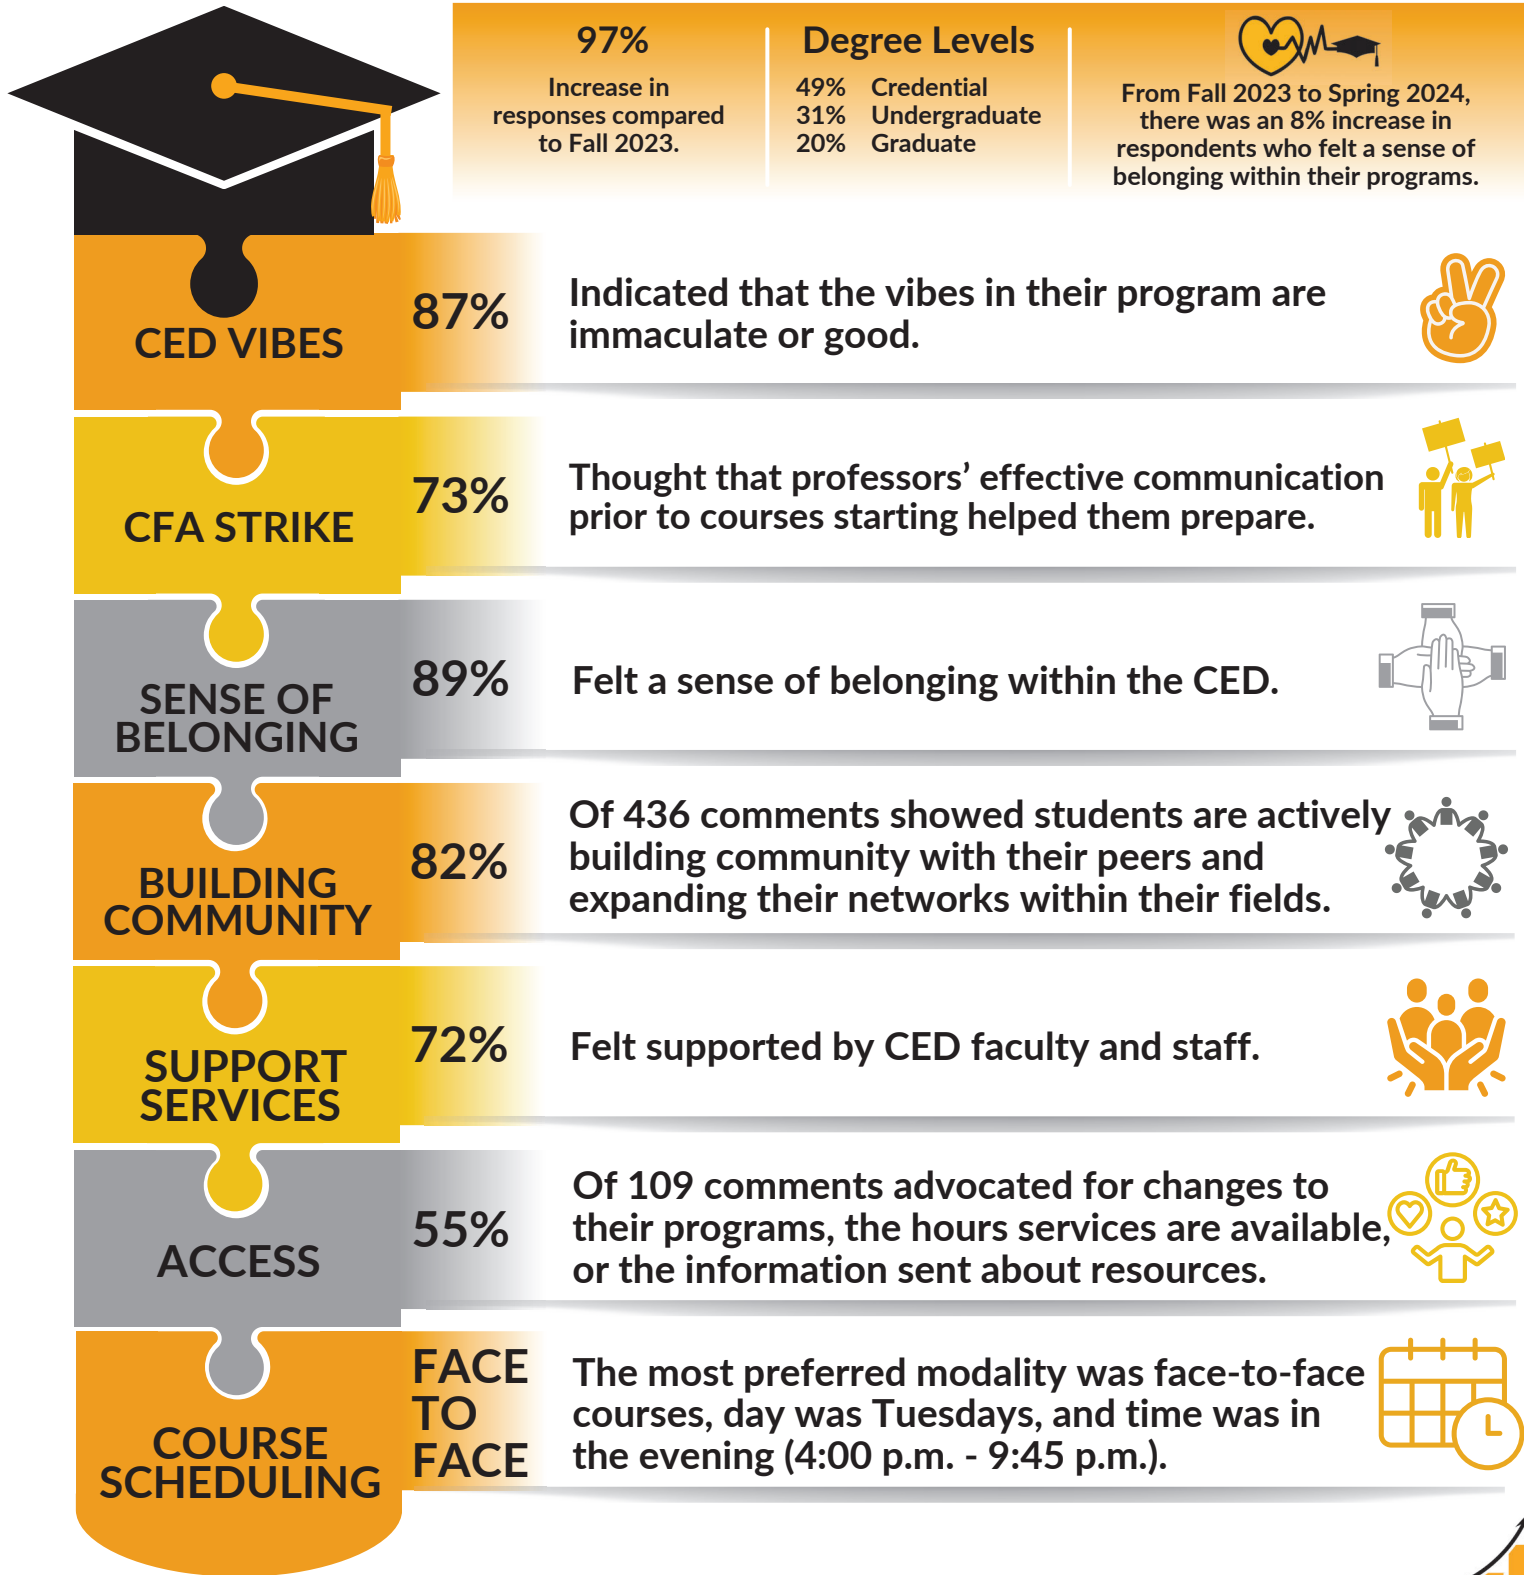 97%
Increase in
responses compared
to Fall 2023.
Degree Levels
49% Credential
31% Undergraduate
20% Graduate
From Fall 2023 to Spring 2024,
there was an 8% increase in
respondents who felt a sense of
belonging within their programs.
CED VIBES
87%
Indicated that the vibes in their program are
immaculate or good.
CFA STRIKE
73%
Thought that professors’ effective communication
prior to courses starting helped them prepare.
SENSE OF
BELONGING
89%
Felt a sense of belonging within the CED.
BUILDING
COMMUNITY
82%
Of 436 comments showed students are actively
building community with their peers and
expanding their networks within their fields.
SUPPORT
SERVICES
72%
Felt supported by CED faculty and staff.
ACCESS
55%
Of 109 comments advocated for changes to
their programs, the hours services are available,
or the information sent about resources.
COURSE
SCHEDULING
FACE
TO
FACE
The most preferred modality was face-to-face
courses, day was Tuesdays, and time was in
the evening (4:00 p.m. - 9:45 p.m.).